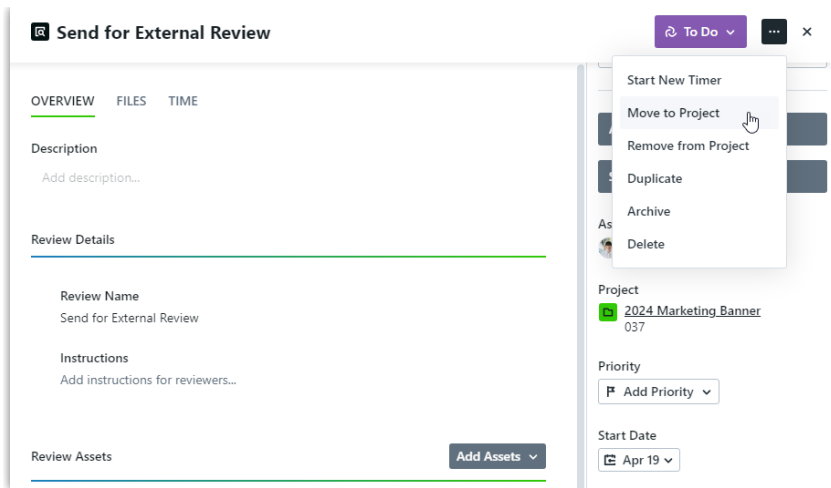 Send for External Review
To Do
OVERVIEW FILES TIME
Description
Add description...
Review Details
Review Name
Send for External Review
Instructions
Add instructions for reviewers...
Review Assets
Add Assets
Start New Timer
Move to Project
Remove from Project
Duplicate
Archive
Delete
As
Project
2024 Marketing Banner
037
Priority
Add Priority
Start Date
Apr 19